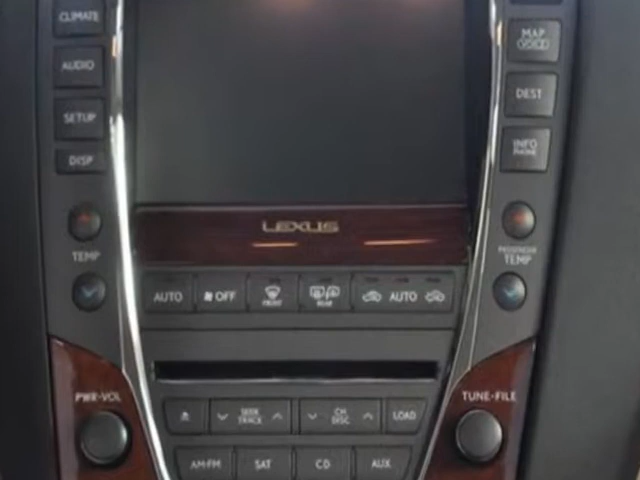 CLIMATE
AUDIO
SETUP
DISP
MAP
VOICE
DEST
INFO
PHONE
LEXUS
TEMP
PASSENGER
TEMP
AUTO
OFF
FRONT
REAR
AUTO
PWR·VOL
TUNE·FILE
SEEK
TRACK
CH
DISC
LOAD
AM·FM
SAT
CD
AUX